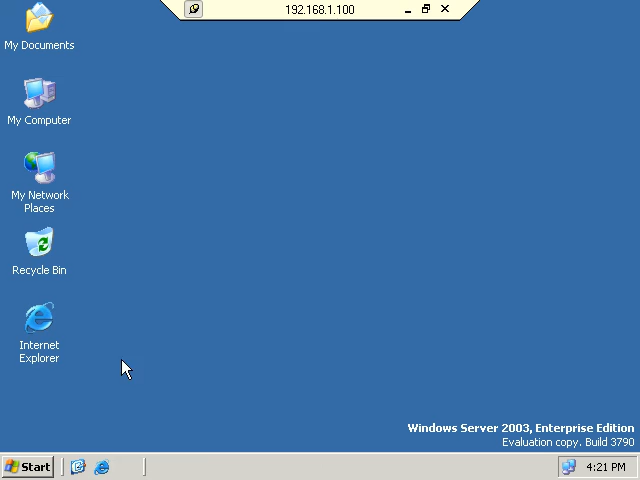 192.168.1.100
My Documents
My Computer
My Network
Places
Recycle Bin
Internet
Explorer
Windows Server 2003, Enterprise Edition
Evaluation copy. Build 3790
Start
4:21 PM